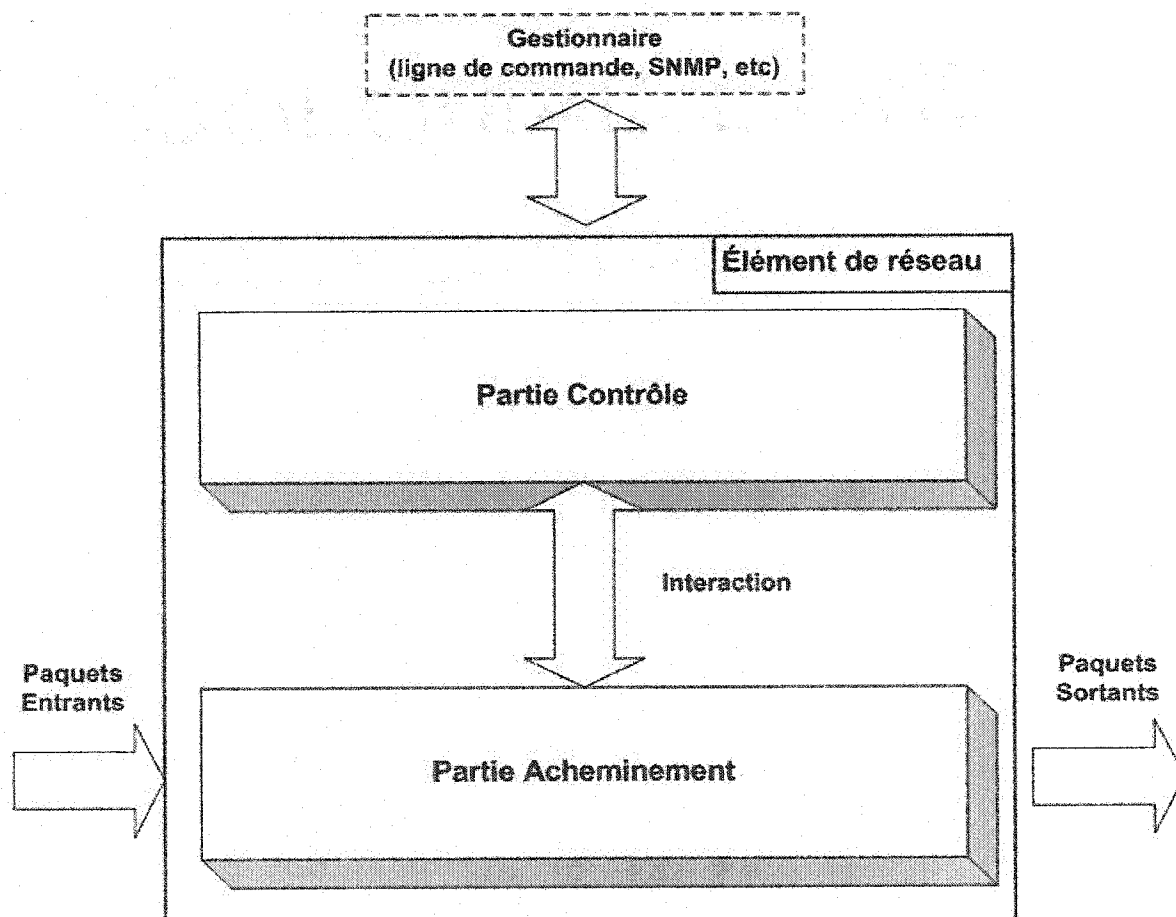 Gestionnaire
(ligne de commande, SNMP, etc)
Élément de réseau
Partie Contrôle
Interaction
Paquets
Entrants
Paquets
Sortants
Partie Acheminement